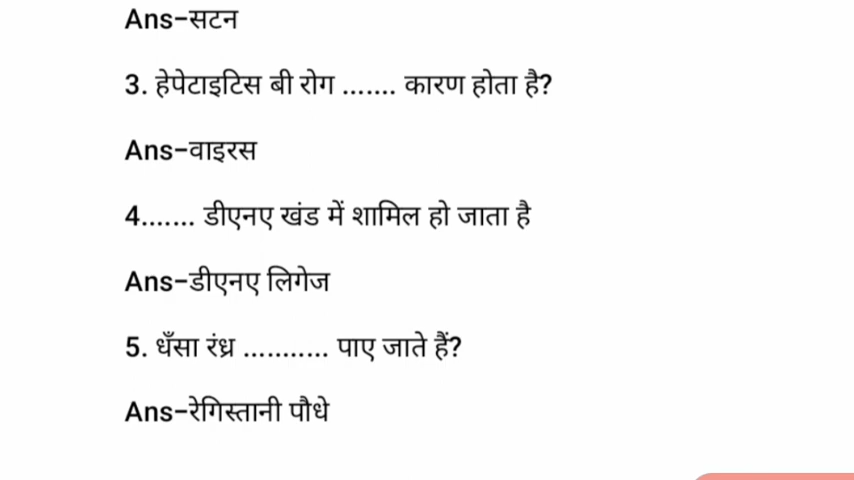 Ans-सटन
3. हेपेटाइटिस बी रोग ....... कारण होता है?
Ans-वाइरस
4....... डीएनए खंड में शामिल हो जाता है
Ans-डीएनए लिगेज
5. धँसा रंध्र ............ पाए जाते हैं?
Ans-रेगिस्तानी पौधे